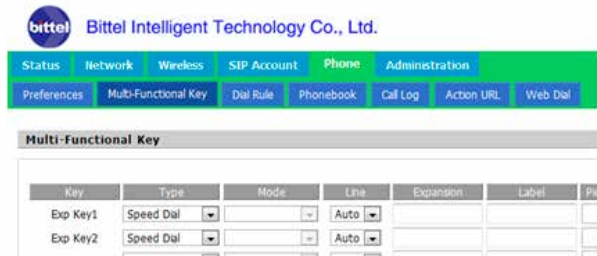 bittel Bittel Intelligent Technology Co., Ltd.
Status Network Wireless SIP Account Phone Administration
Preferences Multi-Functional Key Dial Rule Phonebook Call Log Action URL Web Dial
Multi-Functional Key
Key Type Mode Line Expansion Label
Exp Key1 Speed Dial Auto
Exp Key2 Speed Dial Auto